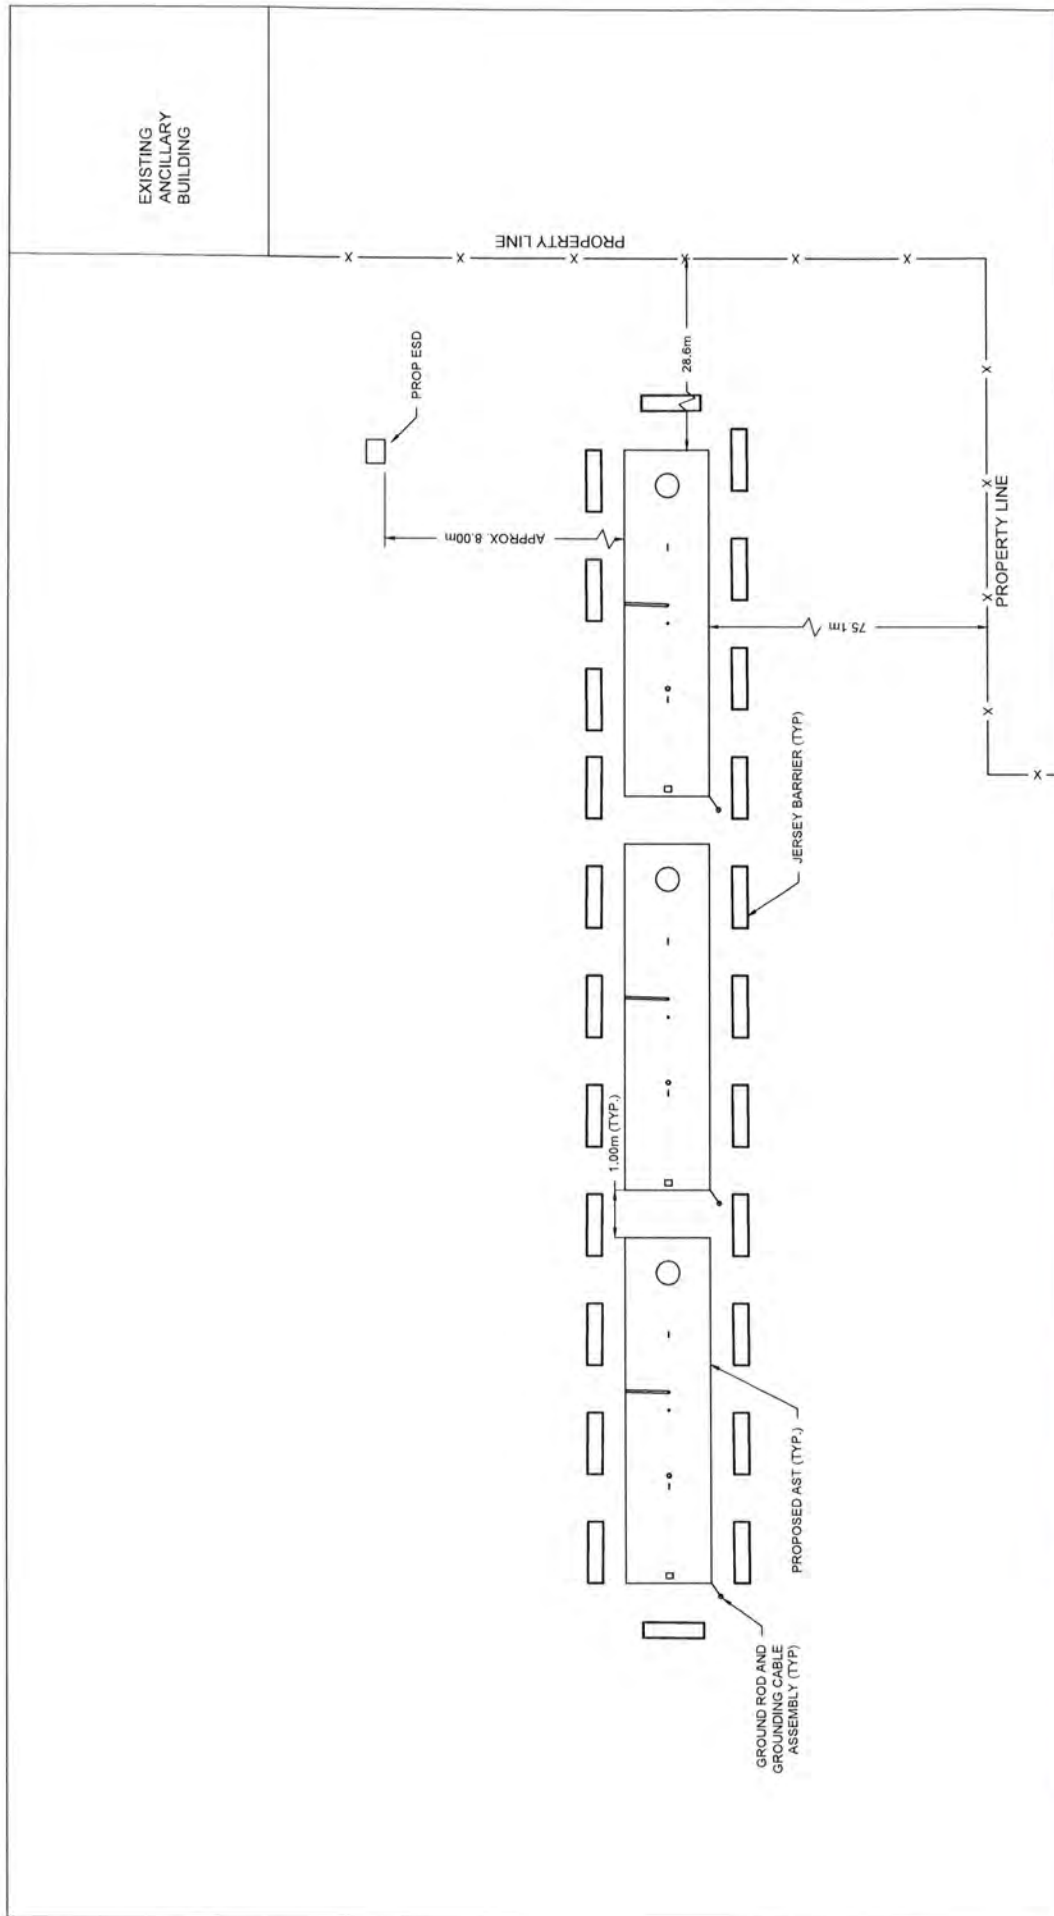 EXISTING
ANCILLARY
BUILDING
PROPERTY LINE
PROP ESD
28.6m
APPROX. 8.00m
75.1m
PROPERTY LINE
JERSEY BARRIER (TYP)
1.00m (TYP.)
PROPOSED AST (TYP.)
GROUND ROD AND
GROUNDING CABLE
ASSEMBLY (TYP)
X
X
X
X
X
X
X
X
X
X
X